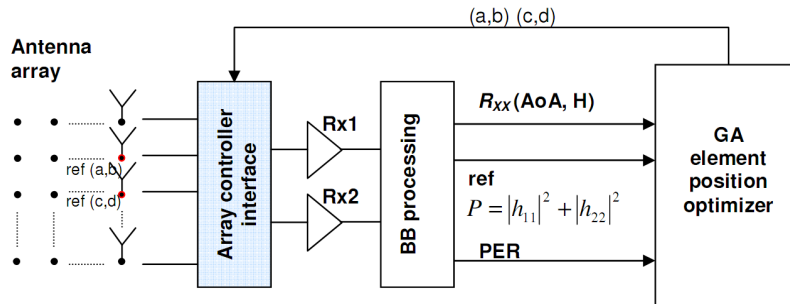 (a,b) (c,d)
Antenna
array
ref (a,b)
ref (c,d)
Array controller
interface
Rx1
Rx2
BB processing
R_XX (AoA, H)
ref
P = |h_11|^2 + |h_22|^2
PER
GA
element
position
optimizer